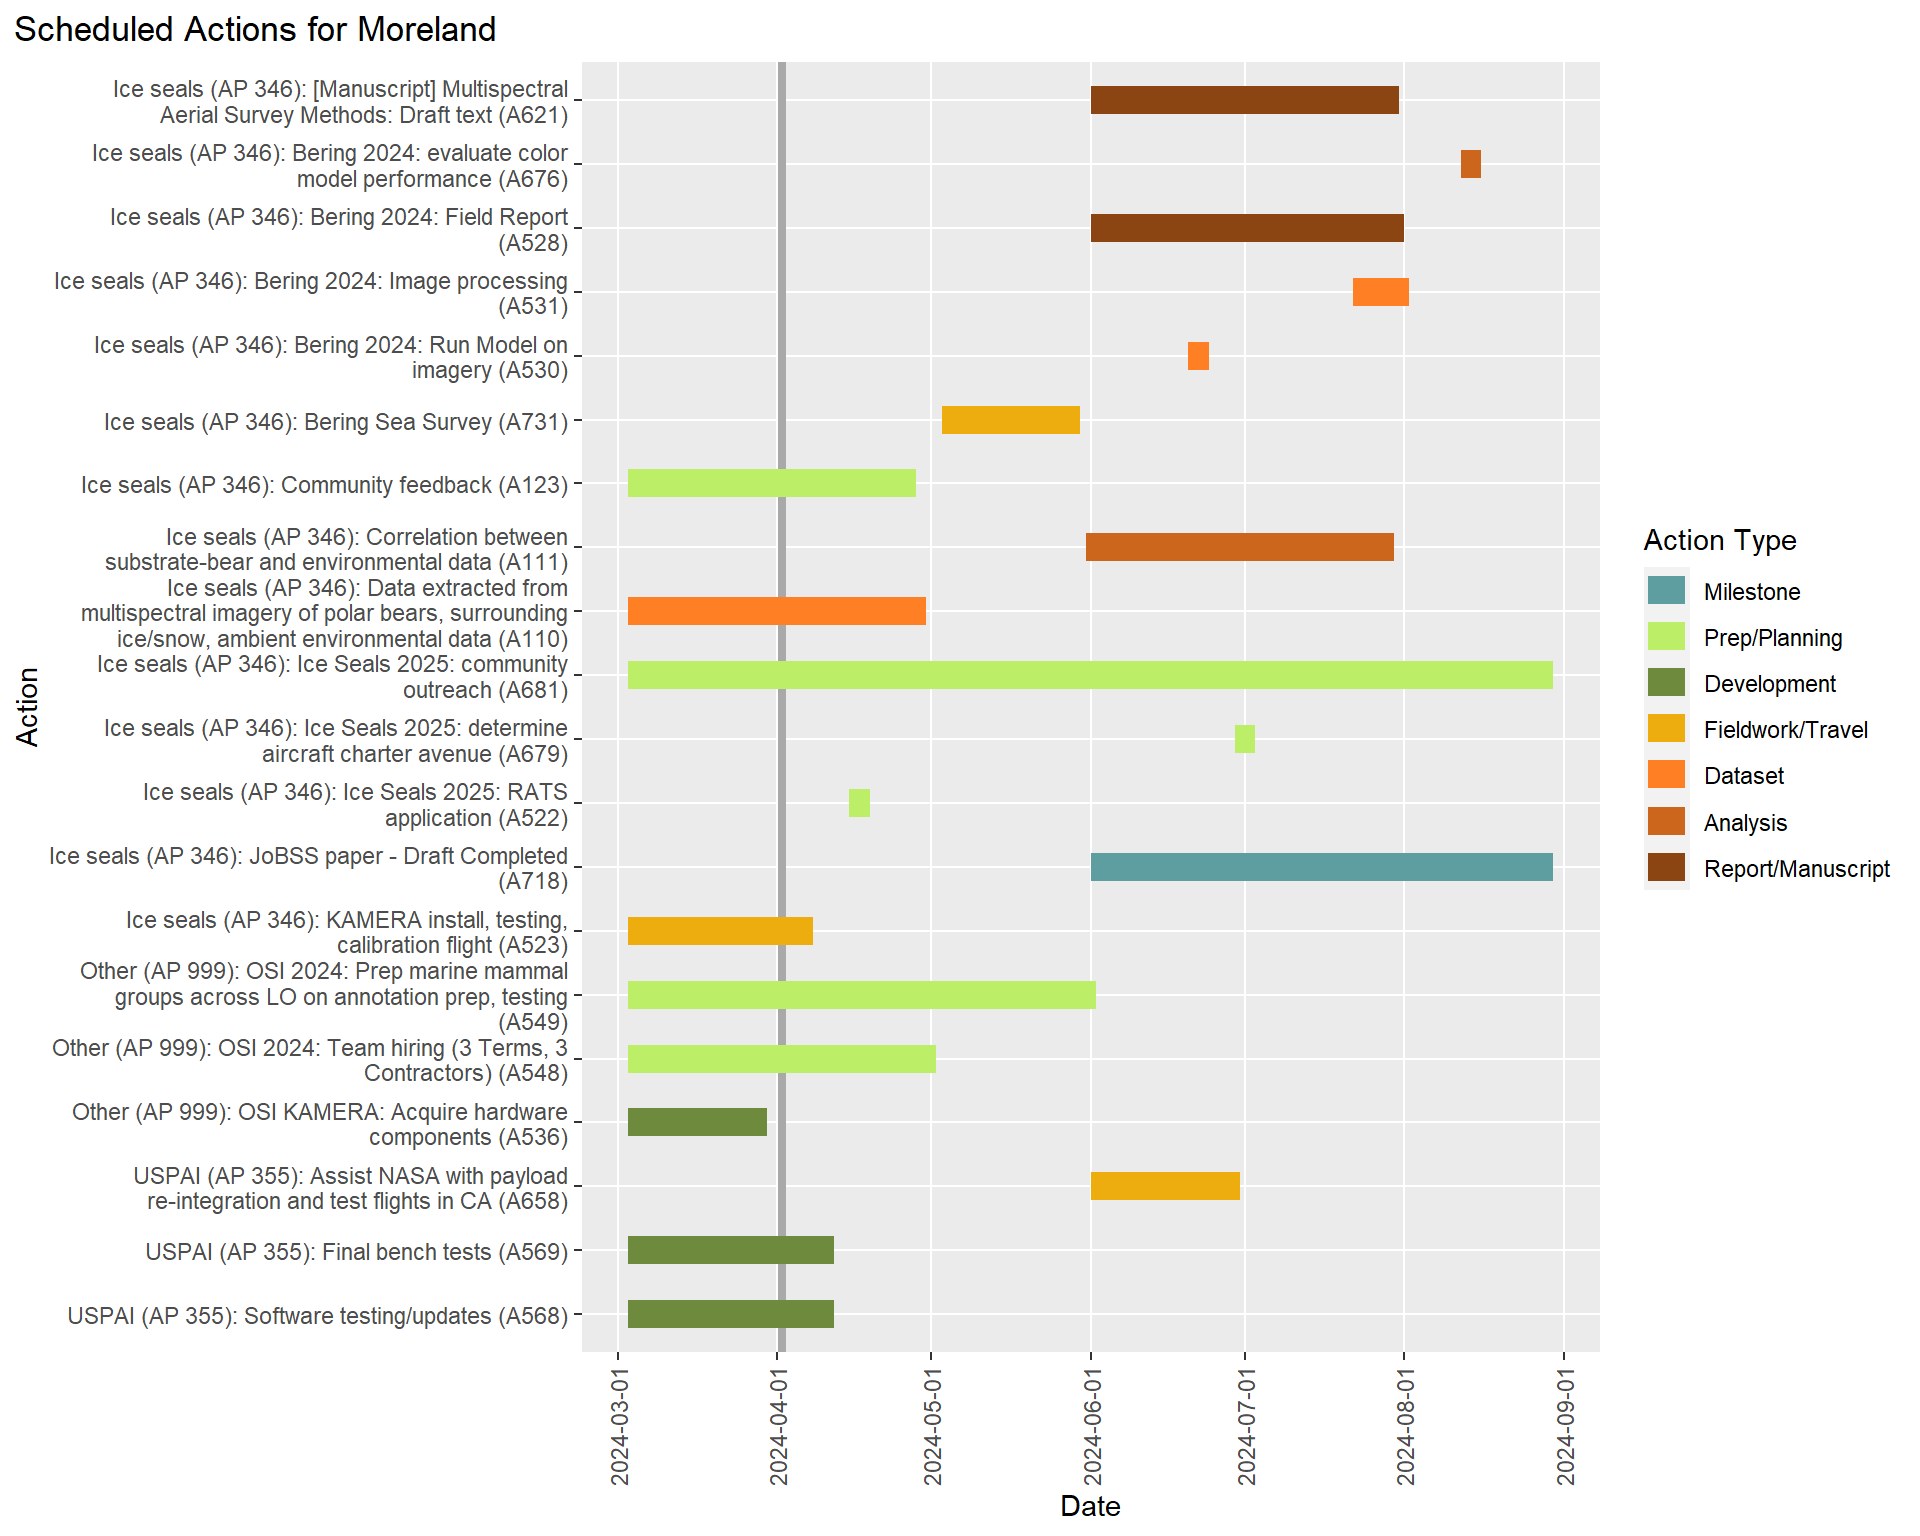 Scheduled Actions for Moreland
Ice seals (AP 346): [Manuscript] Multispectral
Aerial Survey Methods: Draft text (A621)
Ice seals (AP 346): Bering 2024: evaluate color
model performance (A676)
Ice seals (AP 346): Bering 2024: Field Report
(A528)
Ice seals (AP 346): Bering 2024: Image processing
(A531)
Ice seals (AP 346): Bering 2024: Run Model on
imagery (A530)
Ice seals (AP 346): Bering Sea Survey (A731)
Ice seals (AP 346): Community feedback (A123)
Ice seals (AP 346): Correlation between
substrate-bear and environmental data (A111)
Ice seals (AP 346): Data extracted from
multispectral imagery of polar bears, surrounding
ice/snow, ambient environmental data (A110)
Ice seals (AP 346): Ice Seals 2025: community
outreach (A681)
Ice seals (AP 346): Ice Seals 2025: determine
aircraft charter avenue (A679)
Ice seals (AP 346): Ice Seals 2025: RATS
application (A522)
Ice seals (AP 346): JoBSS paper - Draft Completed
(A718)
Ice seals (AP 346): KAMERA install, testing,
calibration flight (A523)
Other (AP 999): OSI 2024: Prep marine mammal
groups across LO on annotation prep, testing
(A549)
Other (AP 999): OSI 2024: Team hiring (3 Terms, 3
Contractors) (A548)
Other (AP 999): OSI KAMERA: Acquire hardware
components (A536)
USPAI (AP 355): Assist NASA with payload
re-integration and test flights in CA (A658)
USPAI (AP 355): Final bench tests (A569)
USPAI (AP 355): Software testing/updates (A568)
Action
2024-03-01
2024-04-01
2024-05-01
2024-06-01
2024-07-01
2024-08-01
2024-09-01
Date
Action Type
Milestone
Prep/Planning
Development
Fieldwork/Travel
Dataset
Analysis
Report/Manuscript